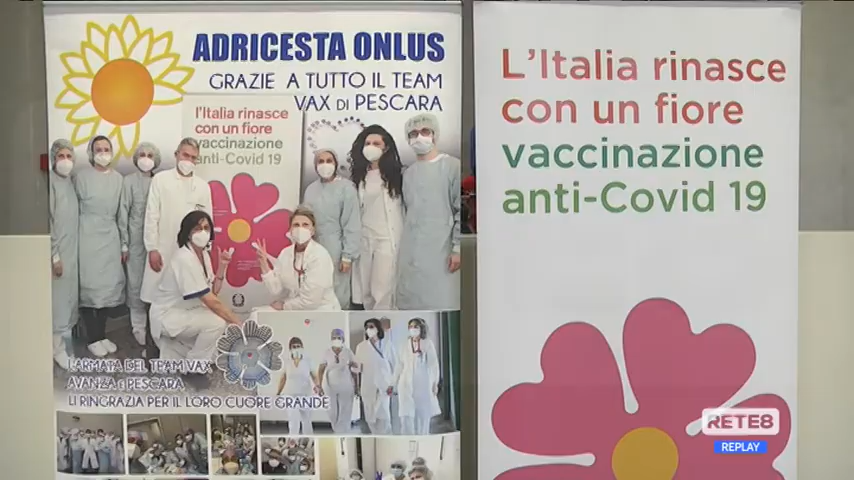 ADRICESTA ONLUS
GRAZIE A TUTTO IL TEAM
VAX DI PESCARA
l'Italia rinasce
con un fiore
vaccinazione
anti-Covid 19
L'ARMATA DEL TEAM VAX
AVANZA E PESCARA
LI RINGRAZIA PER IL LORO CUORE GRANDE
L'Italia rinasce
con un fiore
vaccinazione
anti-Covid 19
RETE8
REPLAY